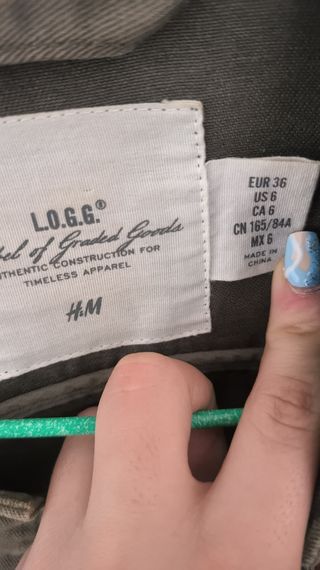 L.O.G.G.®
of Graded Goods
AUTHENTIC CONSTRUCTION FOR
TIMELESS APPAREL
H&M
EUR 36
US 6
CA 6
CN 165/84A
MX 6
MADE IN
CHINA